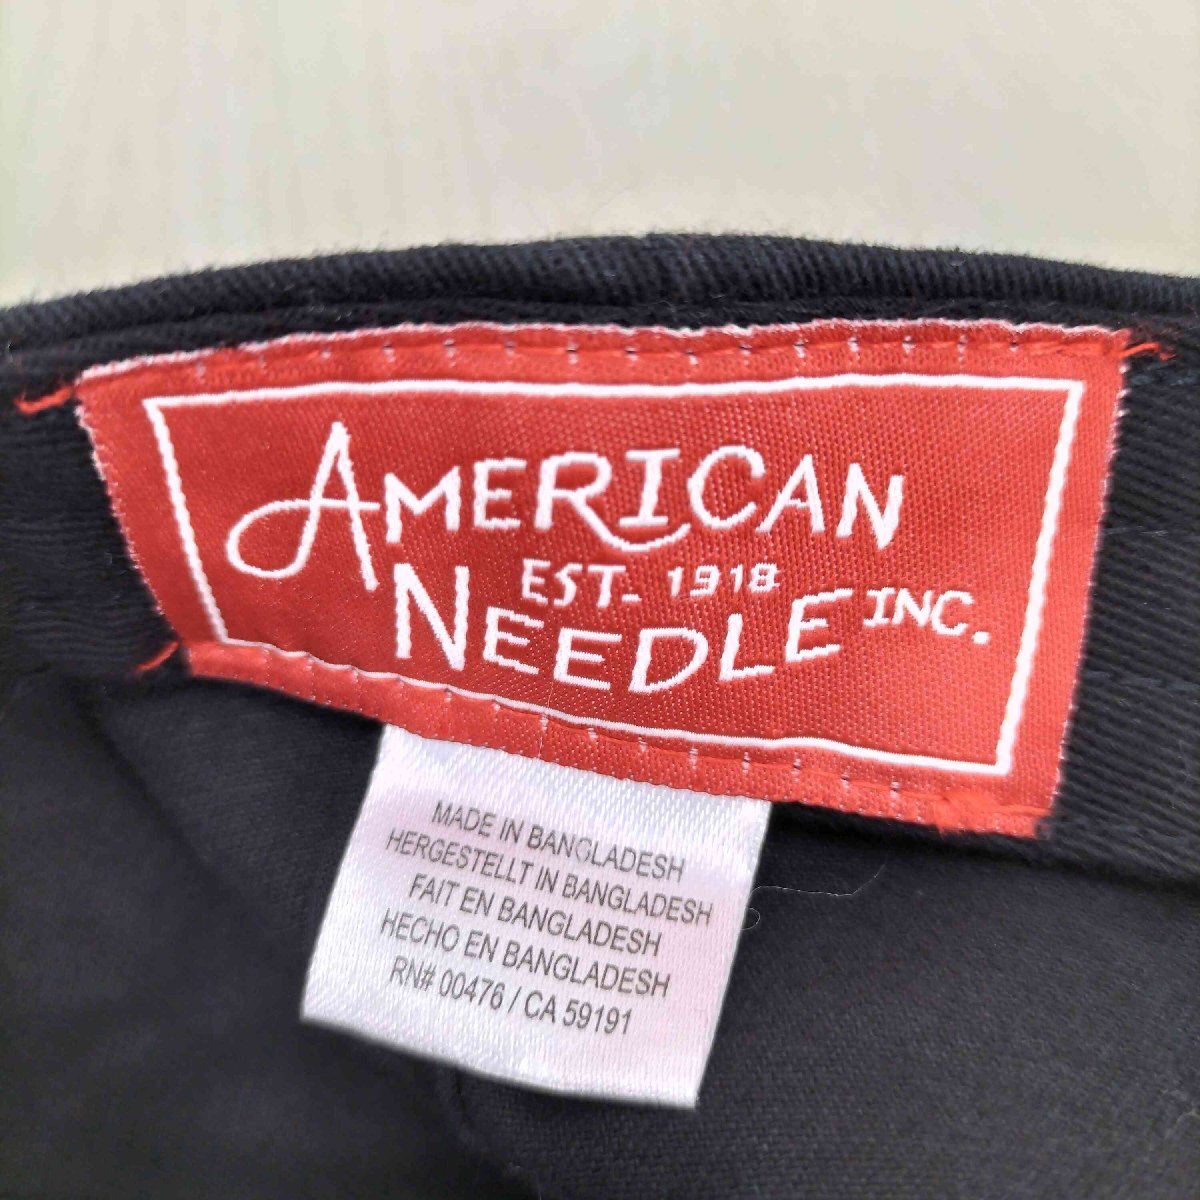 AMERICAN
EST. 1918
NEEDLE INC.
MADE IN BANGLADESH
HERGESTELLT IN BANGLADESH
FAIT EN BANGLADESH
HECHO EN BANGLADESH
RN# 00476 / CA 59191